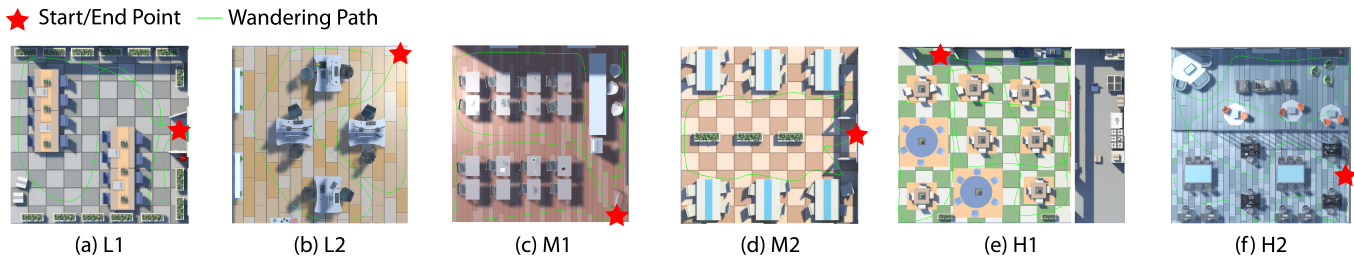 Start/End Point Wandering Path
(a) L1 (b) L2 (c) M1 (d) M2 (e) H1 (f) H2